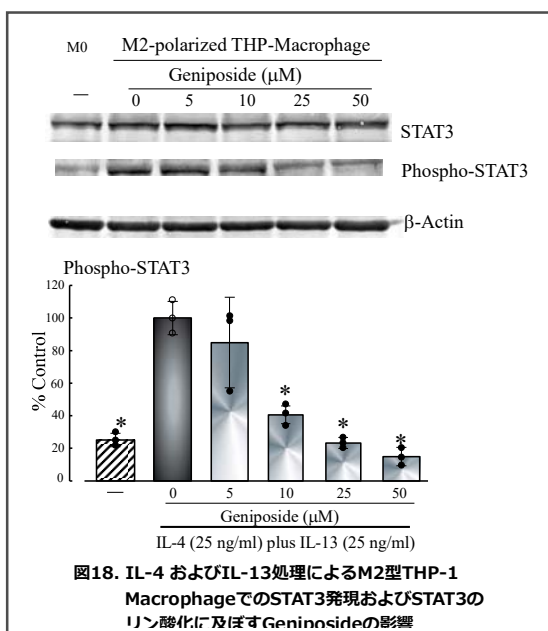 M0 M2-polarized THP-Macrophage
Geniposide (μM)
— 0 5 10 25 50
STAT3
Phospho-STAT3
β-Actin
Phospho-STAT3
% Control
120
100
80
60
40
20
0
* * * *
— 0 5 10 25 50
Geniposide (μM)
IL-4 (25 ng/ml) plus IL-13 (25 ng/ml)
図18. IL-4 およびIL-13処理によるM2型THP-1
MacrophageでのSTAT3発現およびSTAT3の
リン酸化に及ぼすGeniposideの影響